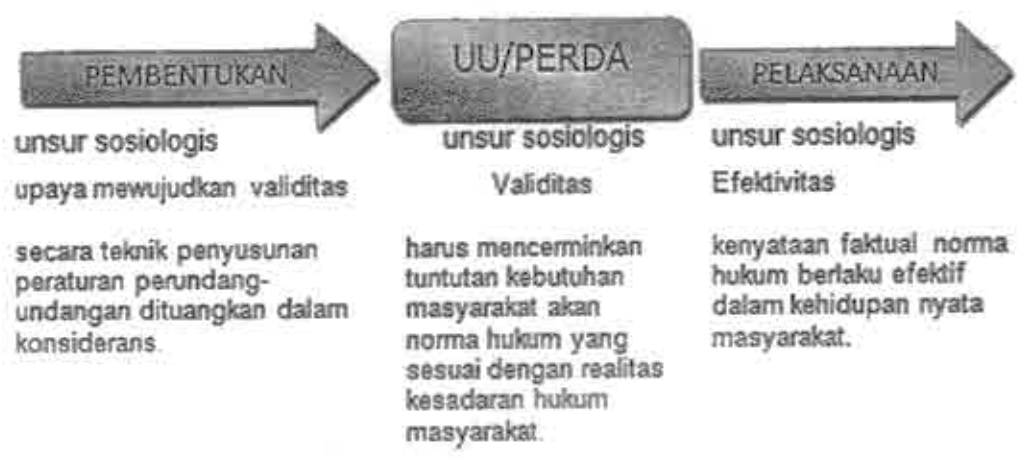 PEMBENTUKAN
unsur sosiologis
upaya mewujudkan validitas
secara teknik penyusunan
peraturan perundang-
undangan dituangkan dalam
konsiderans.
UU/PERDA
unsur sosiologis
Validitas
harus mencerminkan
tuntutan kebutuhan
masyarakat akan
norma hukum yang
sesuai dengan realitas
kesadaran hukum
masyarakat.
PELAKSANAAN
unsur sosiologis
Efektivitas
kenyataan faktual norma
hukum berlaku efektif
dalam kehidupan nyata
masyarakat.